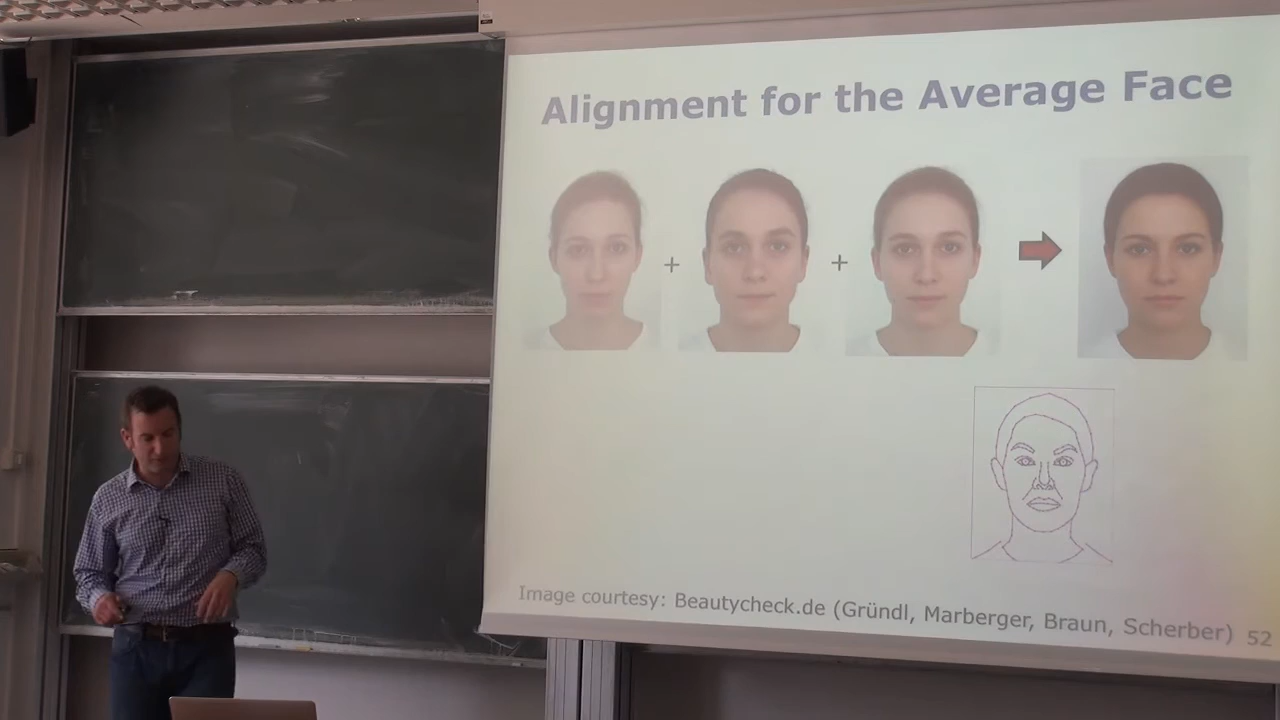 Alignment for the Average Face
+ +
Image courtesy: Beautycheck.de (Gründl, Marberger, Braun, Scherber) 52